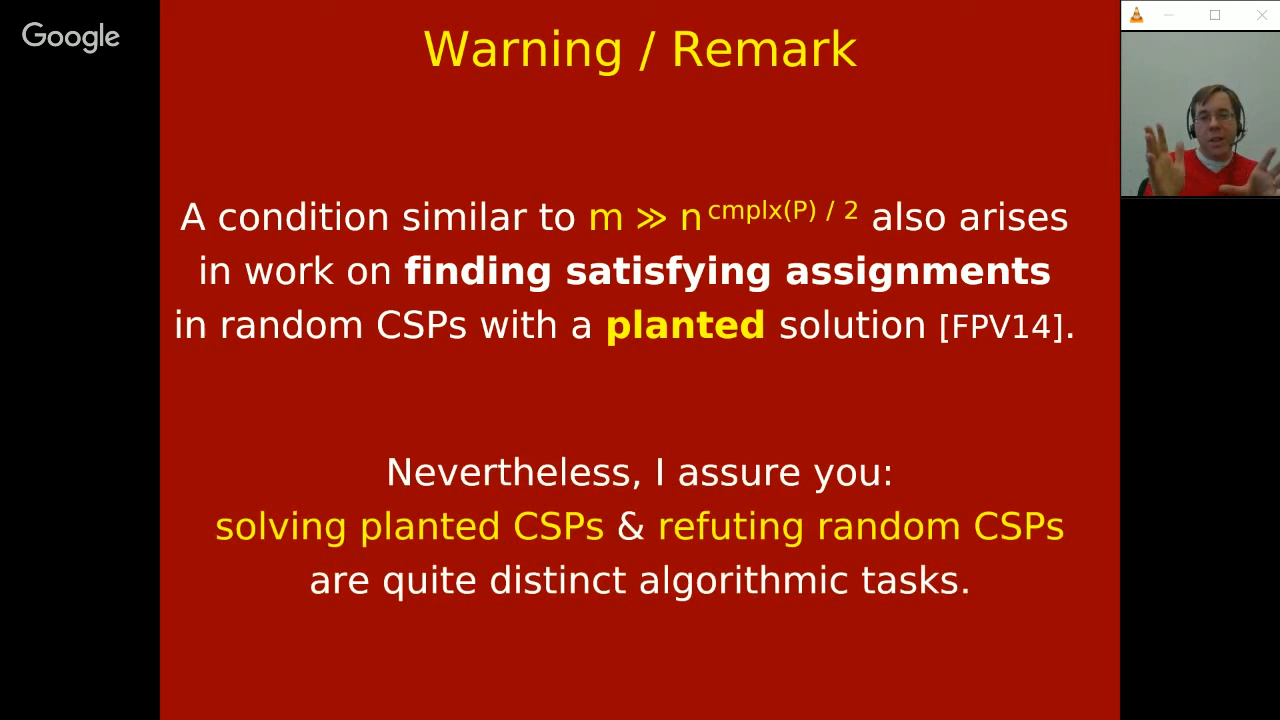 Google
Warning / Remark
A condition similar to m ≫ n^cmplx(P) / 2 also arises
in work on finding satisfying assignments
in random CSPs with a planted solution [FPV14].
Nevertheless, I assure you:
solving planted CSPs & refuting random CSPs
are quite distinct algorithmic tasks.